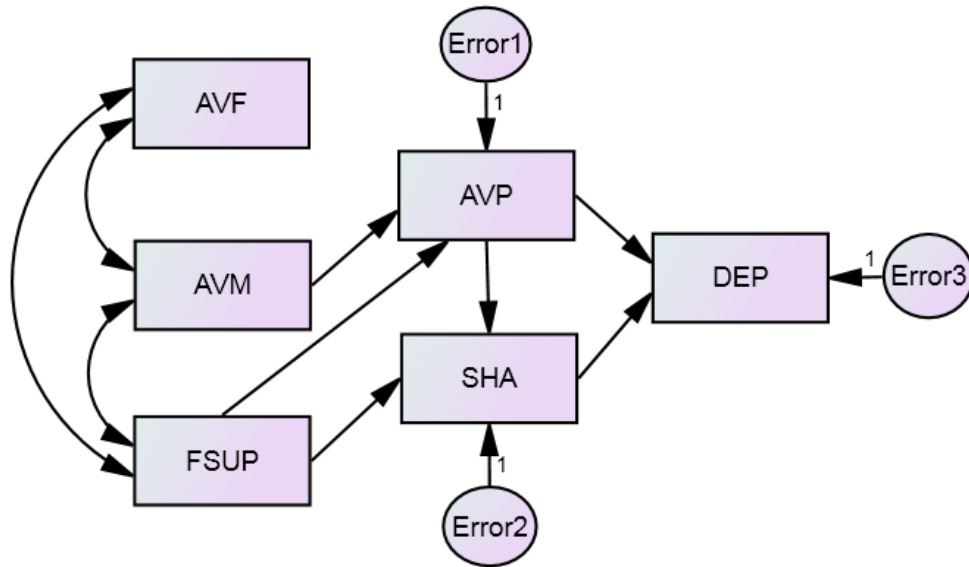 Error1
1
AVF
AVP
AVM
DEP
1
Error3
SHA
FSUP
1
Error2